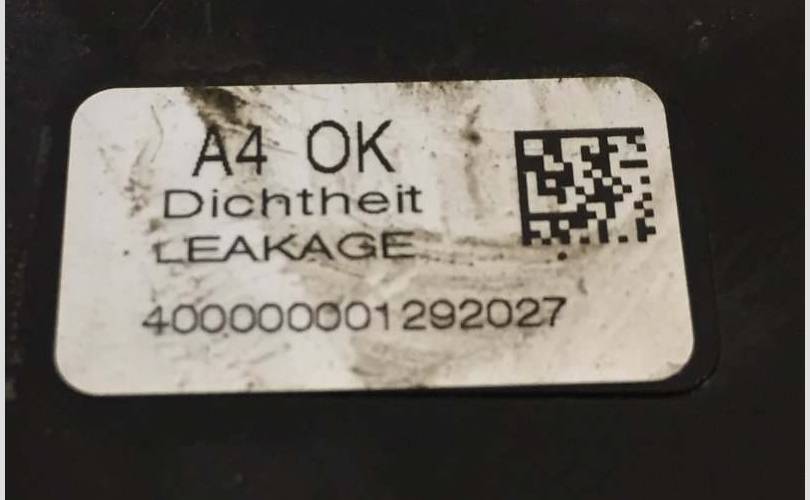 A4 OK
Dichtheit
LEAKAGE
4000000001292027